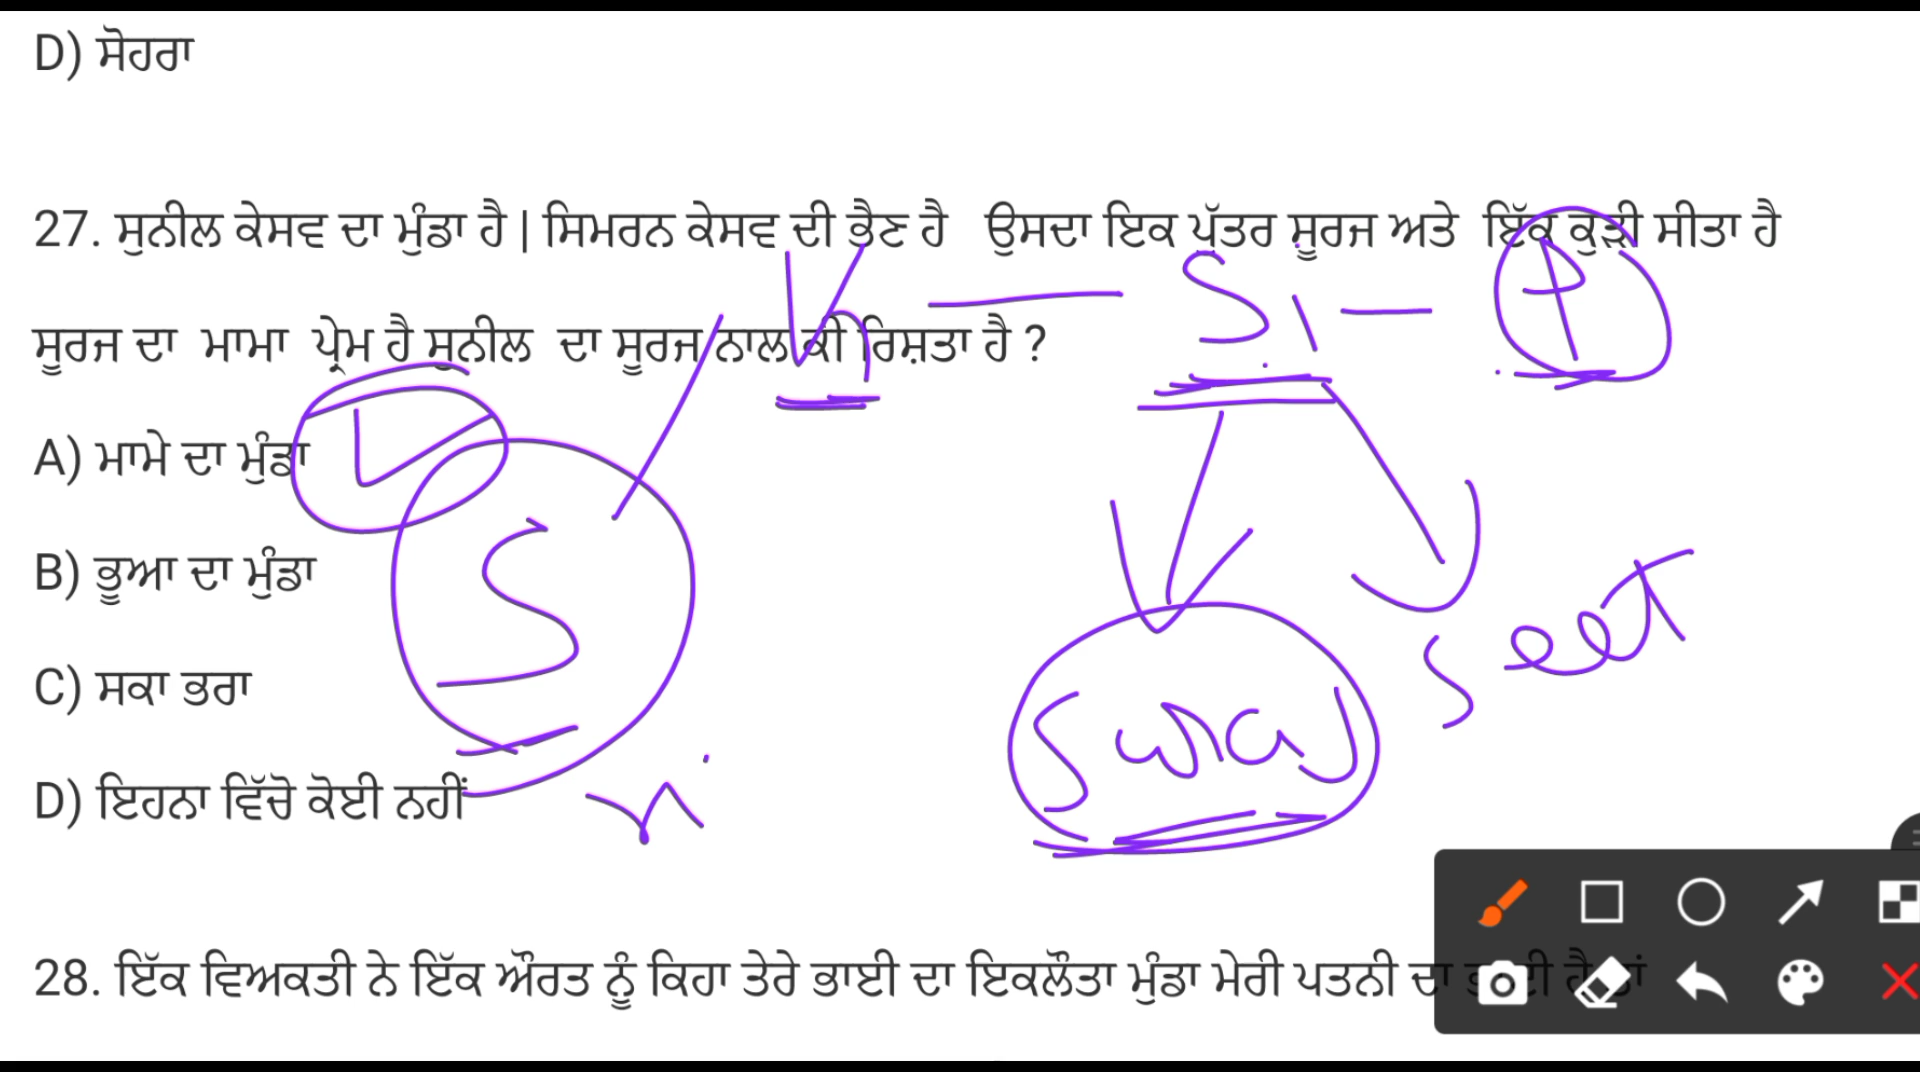 D) ਸੋਹਰਾ
27. ਸੁਨੀਲ ਕੇਸਵ ਦਾ ਮੁੰਡਾ ਹੈ | ਸਿਮਰਨ ਕੇਸਵ ਦੀ ਭੈਣ ਹੈ ਉਸਦਾ ਇਕ ਪੁੱਤਰ ਸੂਰਜ ਅਤੇ ਇੱਕ ਕੁੜੀ ਸੀਤਾ ਹੈ
K Si P
ਸੂਰਜ ਦਾ ਮਾਮਾ ਪ੍ਰੇਮ ਹੈ ਸੁਨੀਲ ਦਾ ਸੂਰਜ ਨਾਲ ਕੀ ਰਿਸ਼ਤਾ ਹੈ ?
A) ਮਾਮੇ ਦਾ ਮੁੰਡਾ
B) ਭੂਆ ਦਾ ਮੁੰਡਾ
S
C) ਸਕਾ ਭਰਾ
Suraj
D) ਇਹਨਾ ਵਿੱਚੋ ਕੋਈ ਨਹੀਂ
28. ਇੱਕ ਵਿਅਕਤੀ ਨੇ ਇੱਕ ਔਰਤ ਨੂੰ ਕਿਹਾ ਤੇਰੇ ਭਾਈ ਦਾ ਇਕਲੌਤਾ ਮੁੰਡਾ ਮੇਰੀ ਪਤਨੀ ਦਾ